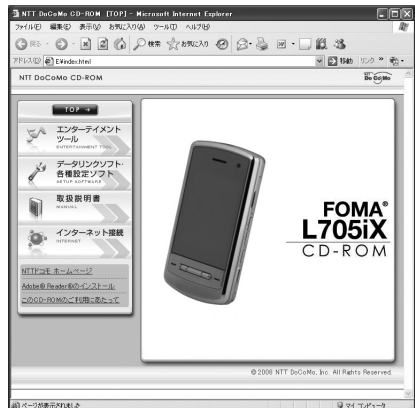 NTT DoCoMo CD-ROM [TOP] - Microsoft Internet Explorer
ファイル(F) 編集(E) 表示(V) お気に入り(A) ツール(T) ヘルプ(H)
戻る 検索 お気に入り
アドレス(D) E:¥index.html 移動 リンク »
NTT DoCoMo CD-ROM
DoCoMo
TOP
エンターテイメント
ツール
ENTERTAINMENT TOOL
データリンクソフト・
各種設定ソフト
SETUP SOFTWARE
取扱説明書
MANUAL
インターネット接続
INTERNET
NTTドコモ ホームページ
Adobe® Reader®のインストール
このCD-ROMのご利用にあたって
FOMA®
L705iX
CD-ROM
© 2008 NTT DoCoMo, Inc. All Rights Reserved.
ページが表示されました
マイ コンピュータ